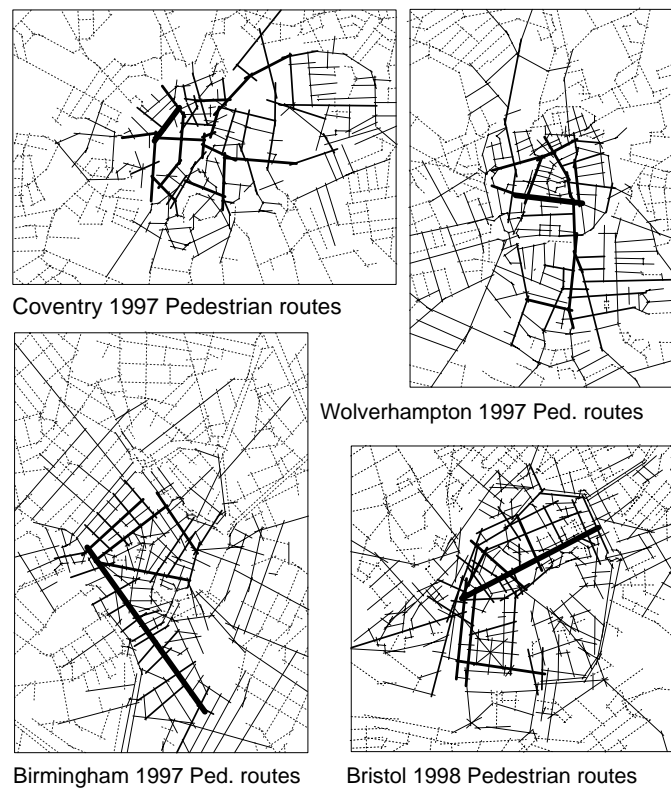 Coventry 1997 Pedestrian routes
Wolverhampton 1997 Ped. routes
Birmingham 1997 Ped. routes
Bristol 1998 Pedestrian routes